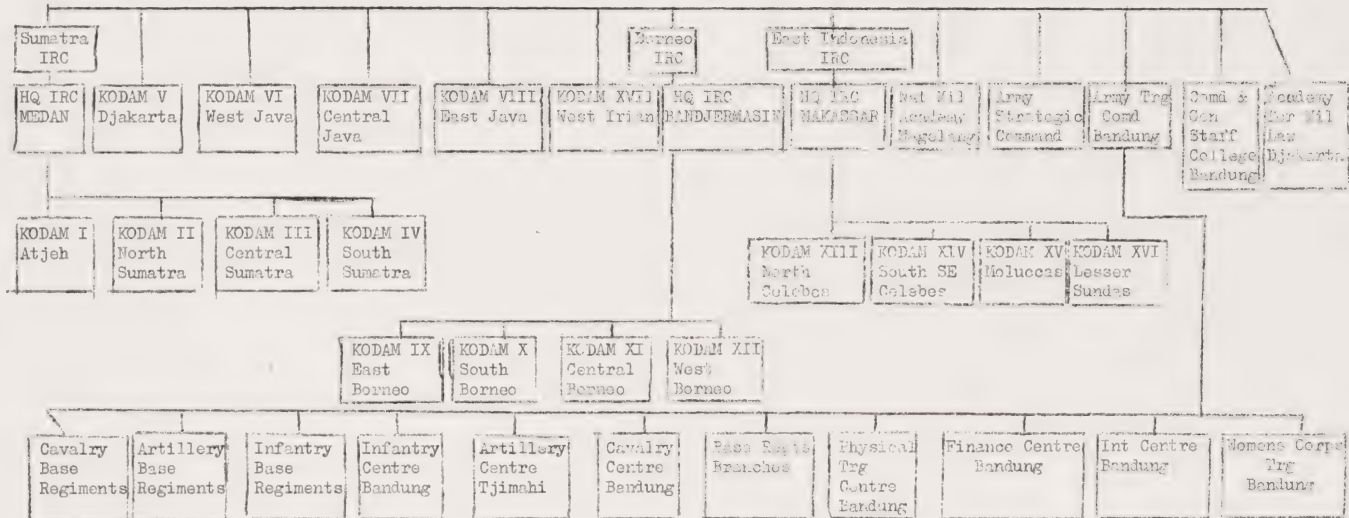 Sumatra
IRC
Borneo
IRC
East Indonesia
IRC
HQ IRC
MEDAN
KODAM V
Djakarta
KODAM VI
West Java
KODAM VII
Central
Java
KODAM VIII
East Java
KODAM XVII
West Irian
HQ IRC
BANDJERMASIN
HQ IRC
MAKASSAR
Nat Mil
Academy
Magelang
Army
Strategic
Command
Army Trg
Comd
Bandung
Comd &
Gen
Staff
College
Bandung
Academy
for Mil
Law
Djakarta
KODAM I
Atjeh
KODAM II
North
Sumatra
KODAM III
Central
Sumatra
KODAM IV
South
Sumatra
KODAM XIII
North
Celebes
KODAM XIV
South SE
Celebes
KODAM XV
Moluccas
KODAM XVI
Lesser
Sundas
KODAM IX
East
Borneo
KODAM X
South
Borneo
KODAM XI
Central
Borneo
KODAM XII
West
Borneo
Cavalry
Base
Regiments
Artillery
Base
Regiments
Infantry
Base
Regiments
Infantry
Centre
Bandung
Artillery
Centre
Tjimahi
Cavalry
Centre
Bandung
Base Regts
Branches
Physical
Trg
Centre
Bandung
Finance Centre
Bandung
Int Centre
Bandung
Womens Corps
Trg
Bandung